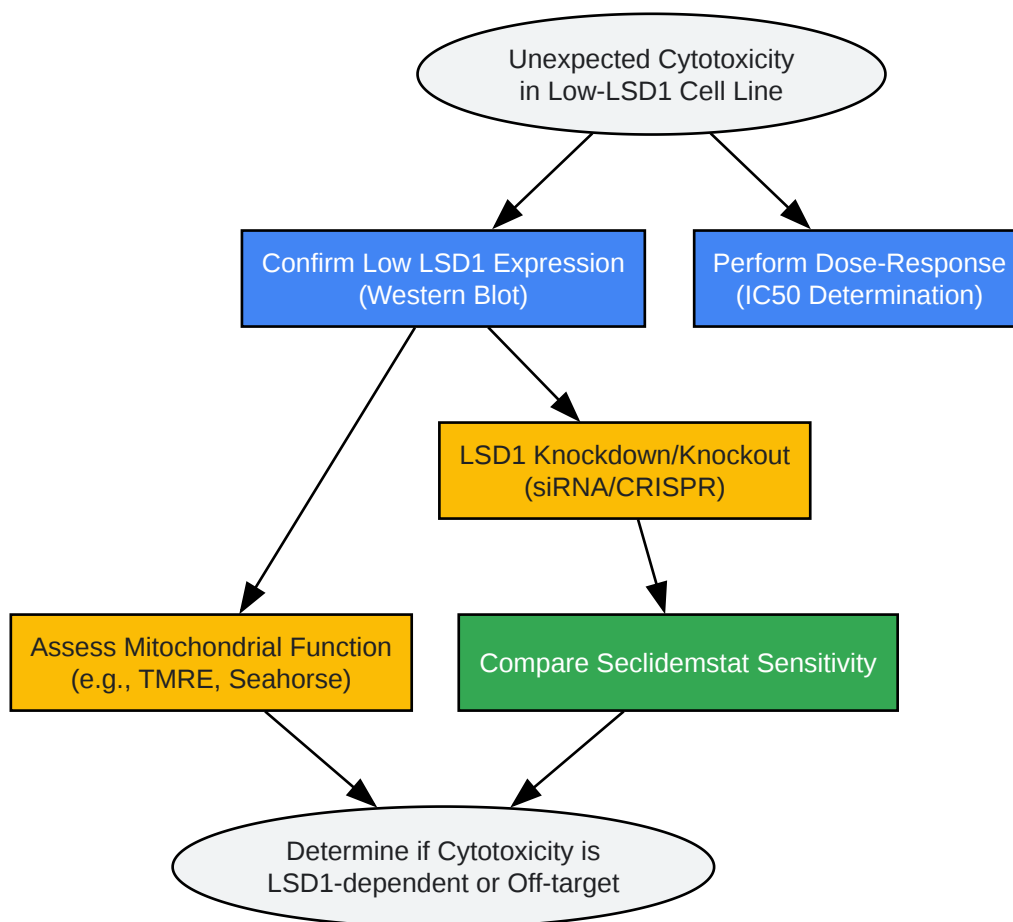 Unexpected Cytotoxicity
in Low-LSD1 Cell Line
Confirm Low LSD1 Expression
(Western Blot)
Perform Dose-Response
(IC50 Determination)
LSD1 Knockdown/Knockout
(siRNA/CRISPR)
Assess Mitochondrial Function
(e.g., TMRE, Seahorse)
Compare Seclidemstat Sensitivity
Determine if Cytotoxicity is
LSD1-dependent or Off-target